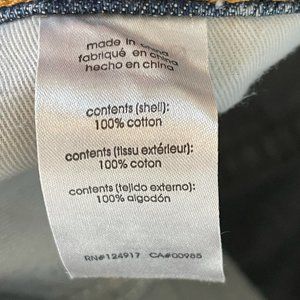 made in china
fabriqué en china
hecho en china
contents (shell):
100% cotton
contents (tissu extérieur):
100% coton
contents (tejido externo):
100% algodón
RN#124917 CA#00985